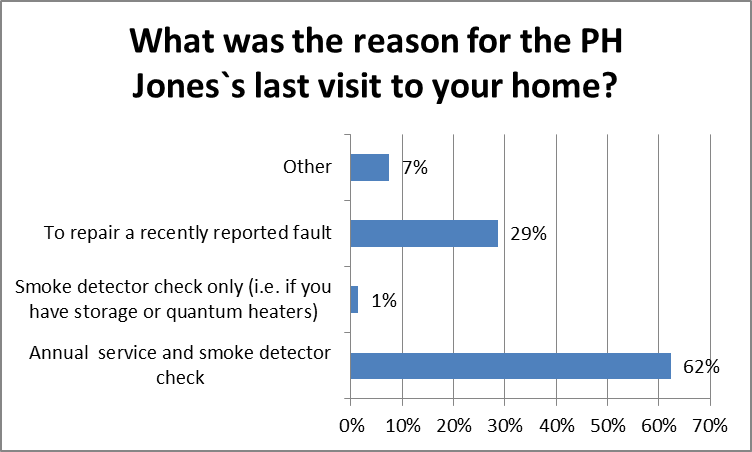 What was the reason for the PH
Jones`s last visit to your home?
Other
7%
To repair a recently reported fault
29%
Smoke detector check only (i.e. if you
have storage or quantum heaters)
1%
Annual  service and smoke detector
check
62%
0% 10% 20% 30% 40% 50% 60% 70%